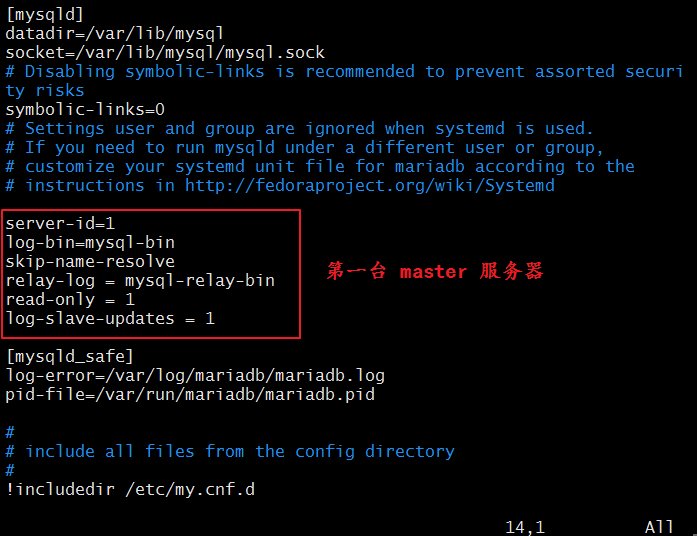 [mysqld]
datadir=/var/lib/mysql
socket=/var/lib/mysql/mysql.sock
# Disabling symbolic-links is recommended to prevent assorted securi
ty risks
symbolic-links=0
# Settings user and group are ignored when systemd is used.
# If you need to run mysqld under a different user or group,
# customize your systemd unit file for mariadb according to the
# instructions in http://fedoraproject.org/wiki/Systemd
server-id=1
log-bin=mysql-bin
skip-name-resolve
relay-log = mysql-relay-bin
read-only = 1
log-slave-updates = 1
第一台 master 服务器
[mysqld_safe]
log-error=/var/log/mariadb/mariadb.log
pid-file=/var/run/mariadb/mariadb.pid
#
# include all files from the config directory
#
!includedir /etc/my.cnf.d
14,1 All